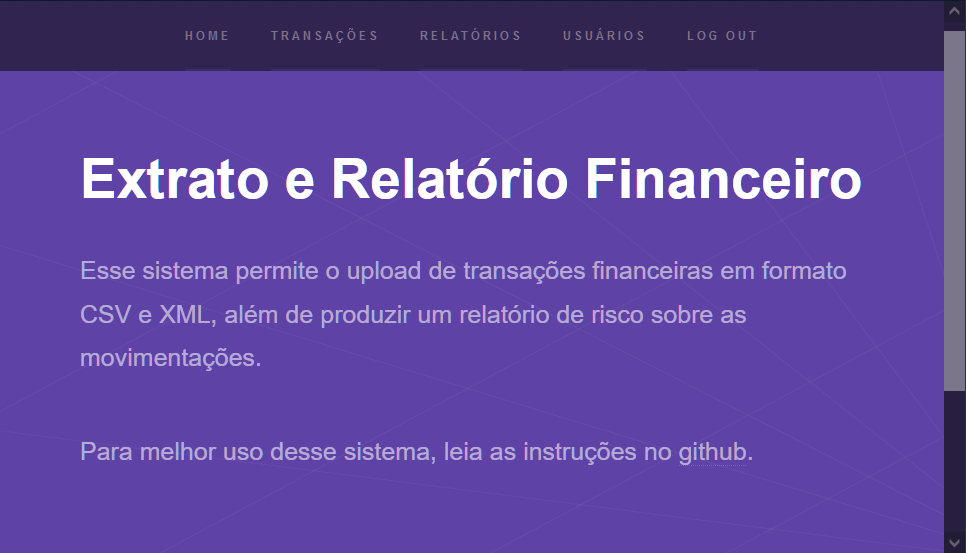 HOME TRANSAÇÕES RELATÓRIOS USUÁRIOS LOG OUT
Extrato e Relatório Financeiro
Esse sistema permite o upload de transações financeiras em formato
CSV e XML, além de produzir um relatório de risco sobre as
movimentações.
Para melhor uso desse sistema, leia as instruções no github.